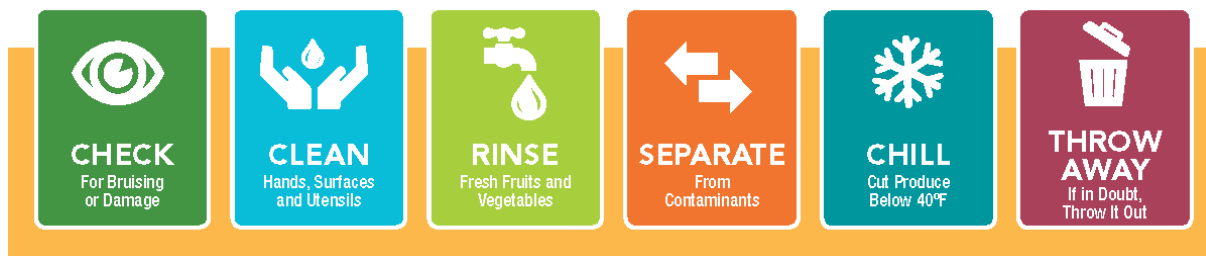 CHECK
For Bruising
or Damage
CLEAN
Hands, Surfaces
and Utensils
RINSE
Fresh Fruits and
Vegetables
SEPARATE
From
Contaminants
CHILL
Cut Produce
Below 40ºF
THROW
AWAY
If in Doubt,
Throw It Out